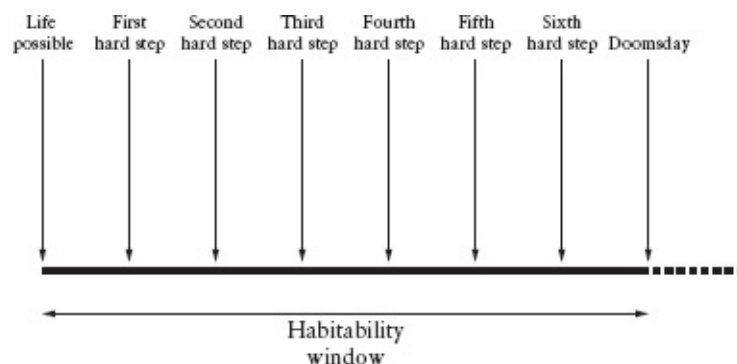 Life possible
First hard step
Second hard step
Third hard step
Fourth hard step
Fifth hard step
Sixth hard step
Doomsday
Habitability
window